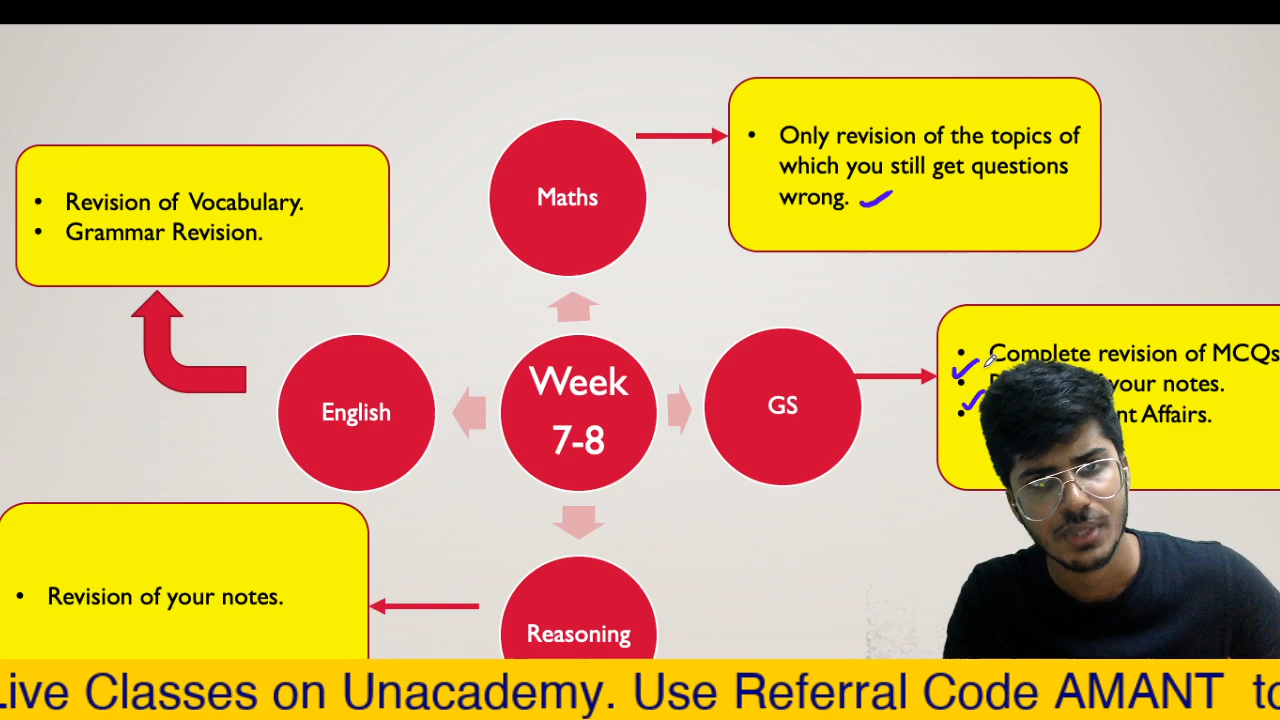 Maths
• Only revision of the topics of
which you still get questions
wrong.
• Revision of Vocabulary.
• Grammar Revision.
Week
7-8
English
GS
• Complete revision of MCQs
• your notes.
• Affairs.
• Revision of your notes.
Reasoning
Live Classes on Unacademy. Use Referral Code AMANT to